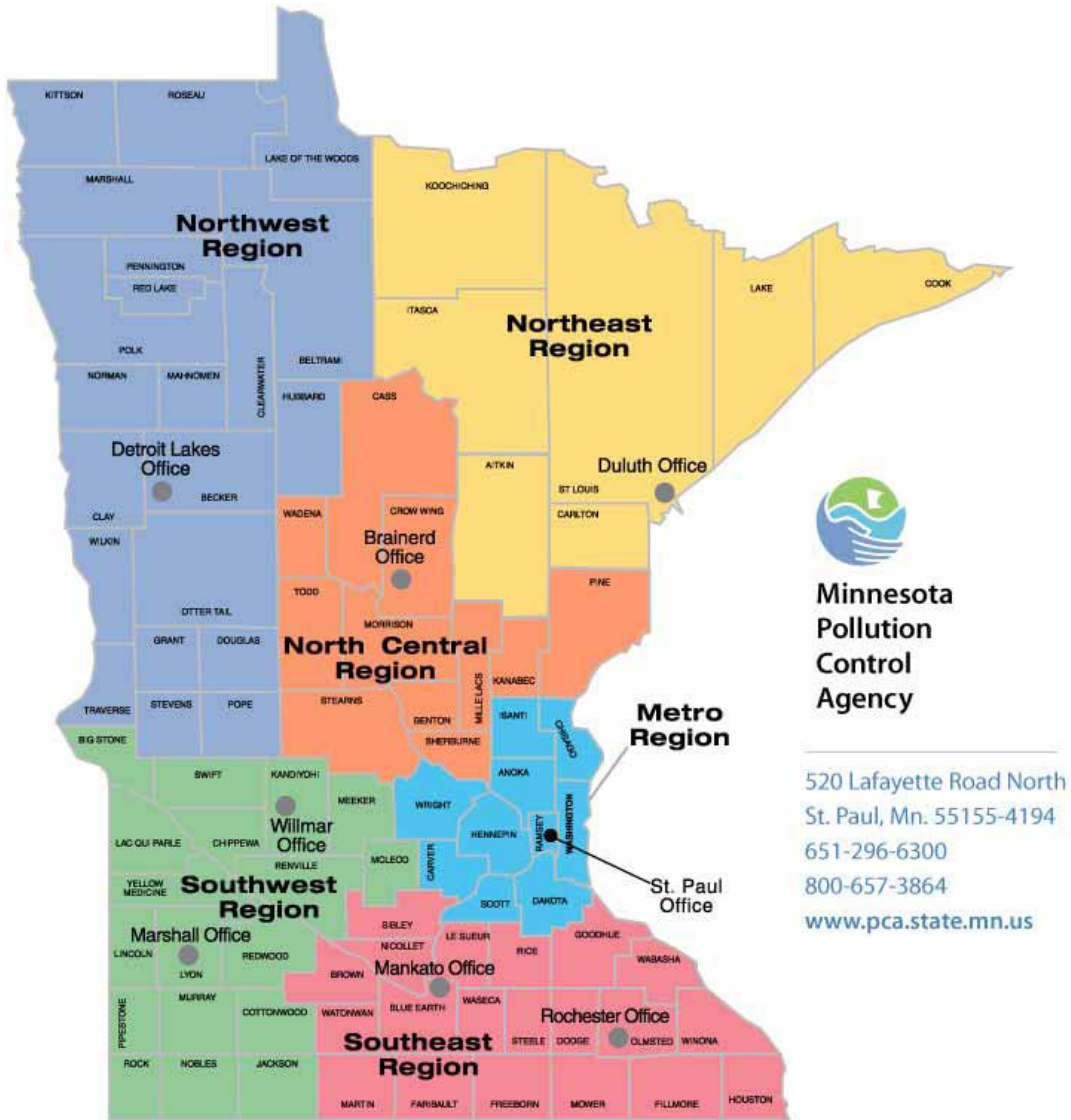 KITTSON
ROSEAU
LAKE OF THE WOODS
MARSHALL
KOOCHICHING
Northwest
Region
PENNINGTON
RED LAKE
ITASCA
LAKE
COOK
Northeast
Region
POLK
BELTRAMI
NORMAN
MAHNOMEN
CLEARWATER
HUBBARD
CASS
Detroit Lakes
Office
BECKER
AITKIN
Duluth Office
ST LOUIS
CLAY
WILKIN
WADENA
CROW WING
CARLTON
Brainerd
Office
PINE
TODD
OTTER TAIL
MORRISON
GRANT
DOUGLAS
North Central
Region
MILLE LACS
KANABEC
TRAVERSE
STEVENS
POPE
STEARNS
BENTON
ISANTI
CHISAGO
Metro
Region
BIG STONE
SHERBURNE
SWIFT
KANDIYOHI
ANOKA
MEEKER
WRIGHT
Willmar
Office
HENNEPIN
RAMSEY
WASHINGTON
LAC QUI PARLE
CHIPPEWA
RENVILLE
MCLEOD
CARVER
YELLOW
MEDICINE
Southwest
Region
SCOTT
DAKOTA
St. Paul
Office
SIBLEY
Marshall Office
LINCOLN
LYON
REDWOOD
NICOLLET
LE SUEUR
RICE
GOODHUE
WABASHA
BROWN
Mankato Office
PIPESTONE
MURRAY
COTTONWOOD
WATONWAN
BLUE EARTH
WASECA
Rochester Office
STEELE
DODGE
OLMSTED
WINONA
Southeast
Region
ROCK
NOBLES
JACKSON
MARTIN
FARIBAULT
FREEBORN
MOWER
FILLMORE
HOUSTON
Minnesota
Pollution
Control
Agency
520 Lafayette Road North
St. Paul, Mn. 55155-4194
651-296-6300
800-657-3864
www.pca.state.mn.us